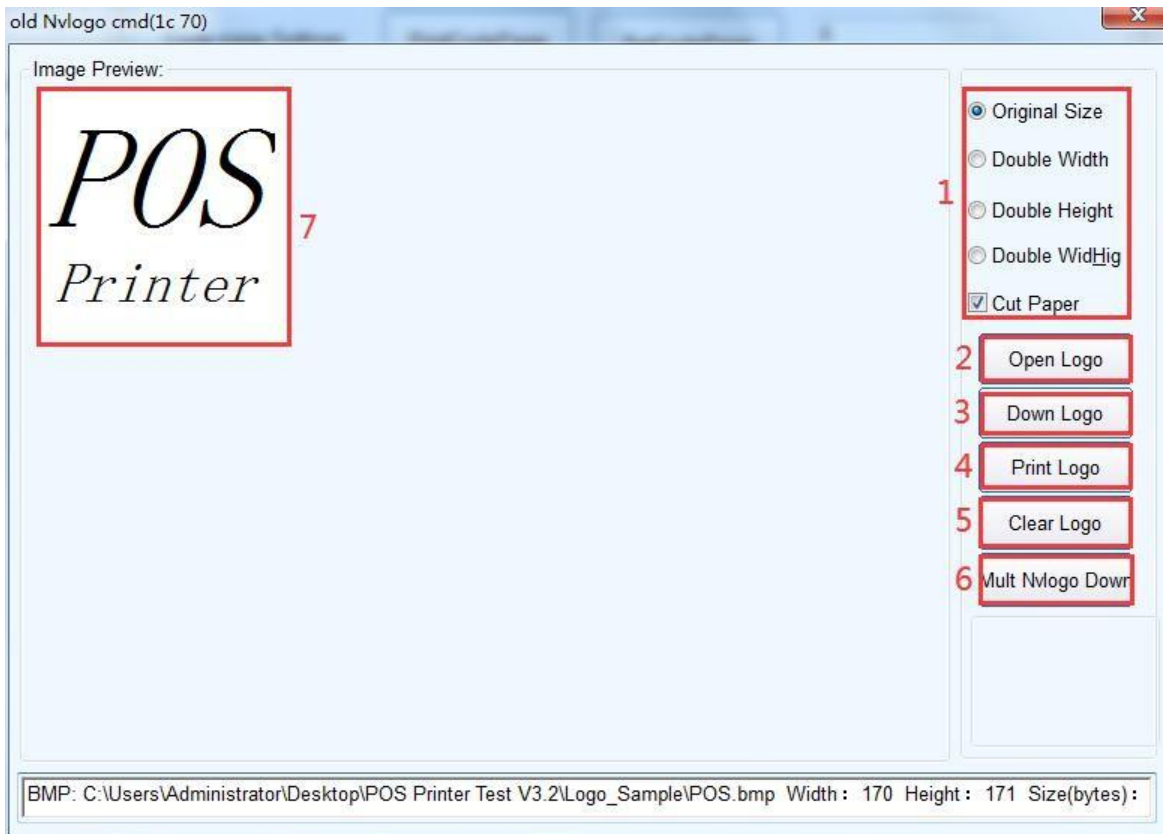 old Nvlogo cmd(1c 70)
Image Preview:
POS
Printer
7
1
Original Size
Double Width
Double Height
Double WidHig
Cut Paper
2 Open Logo
3 Down Logo
4 Print Logo
5 Clear Logo
6 Mult Nvlogo Down
BMP: C:\Users\Administrator\Desktop\POS Printer Test V3.2\Logo_Sample\POS.bmp Width: 170 Height: 171 Size(bytes):